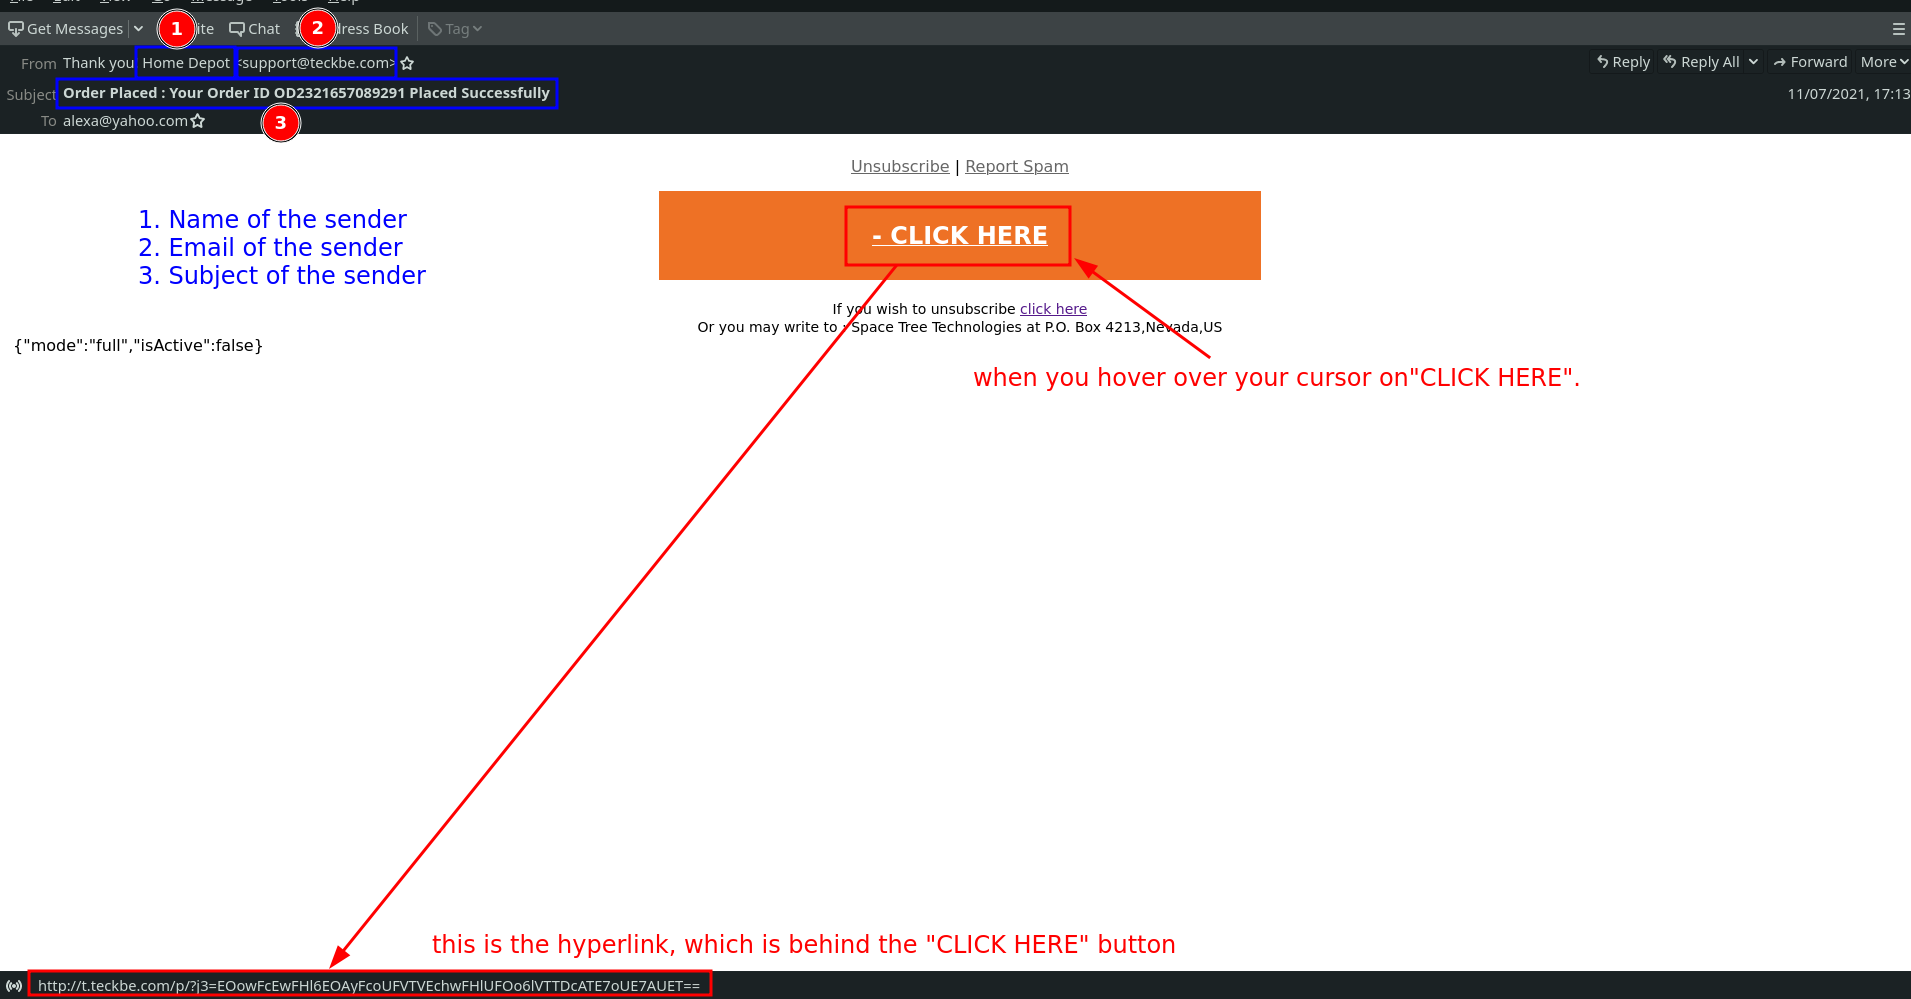 Get Messages
1
ite
Chat
2
ress Book
Tag
From Thank you Home Depot <support@teckbe.com>
Reply
Reply All
Forward
More
Subject Order Placed : Your Order ID OD2321657089291 Placed Successfully
11/07/2021, 17:13
To alexa@yahoo.com
3
Unsubscribe | Report Spam
1. Name of the sender
2. Email of the sender
3. Subject of the sender
- CLICK HERE
If you wish to unsubscribe click here
Or you may write to : Space Tree Technologies at P.O. Box 4213,Nevada,US
{"mode":"full","isActive":false}
when you hover over your cursor on"CLICK HERE".
this is the hyperlink, which is behind the "CLICK HERE" button
http://t.teckbe.com/p/?j3=EOowFcEwFHl6EOAyFcoUFVTVEchwFHlUFOo6lVTTDcATE7oUE7AUET==